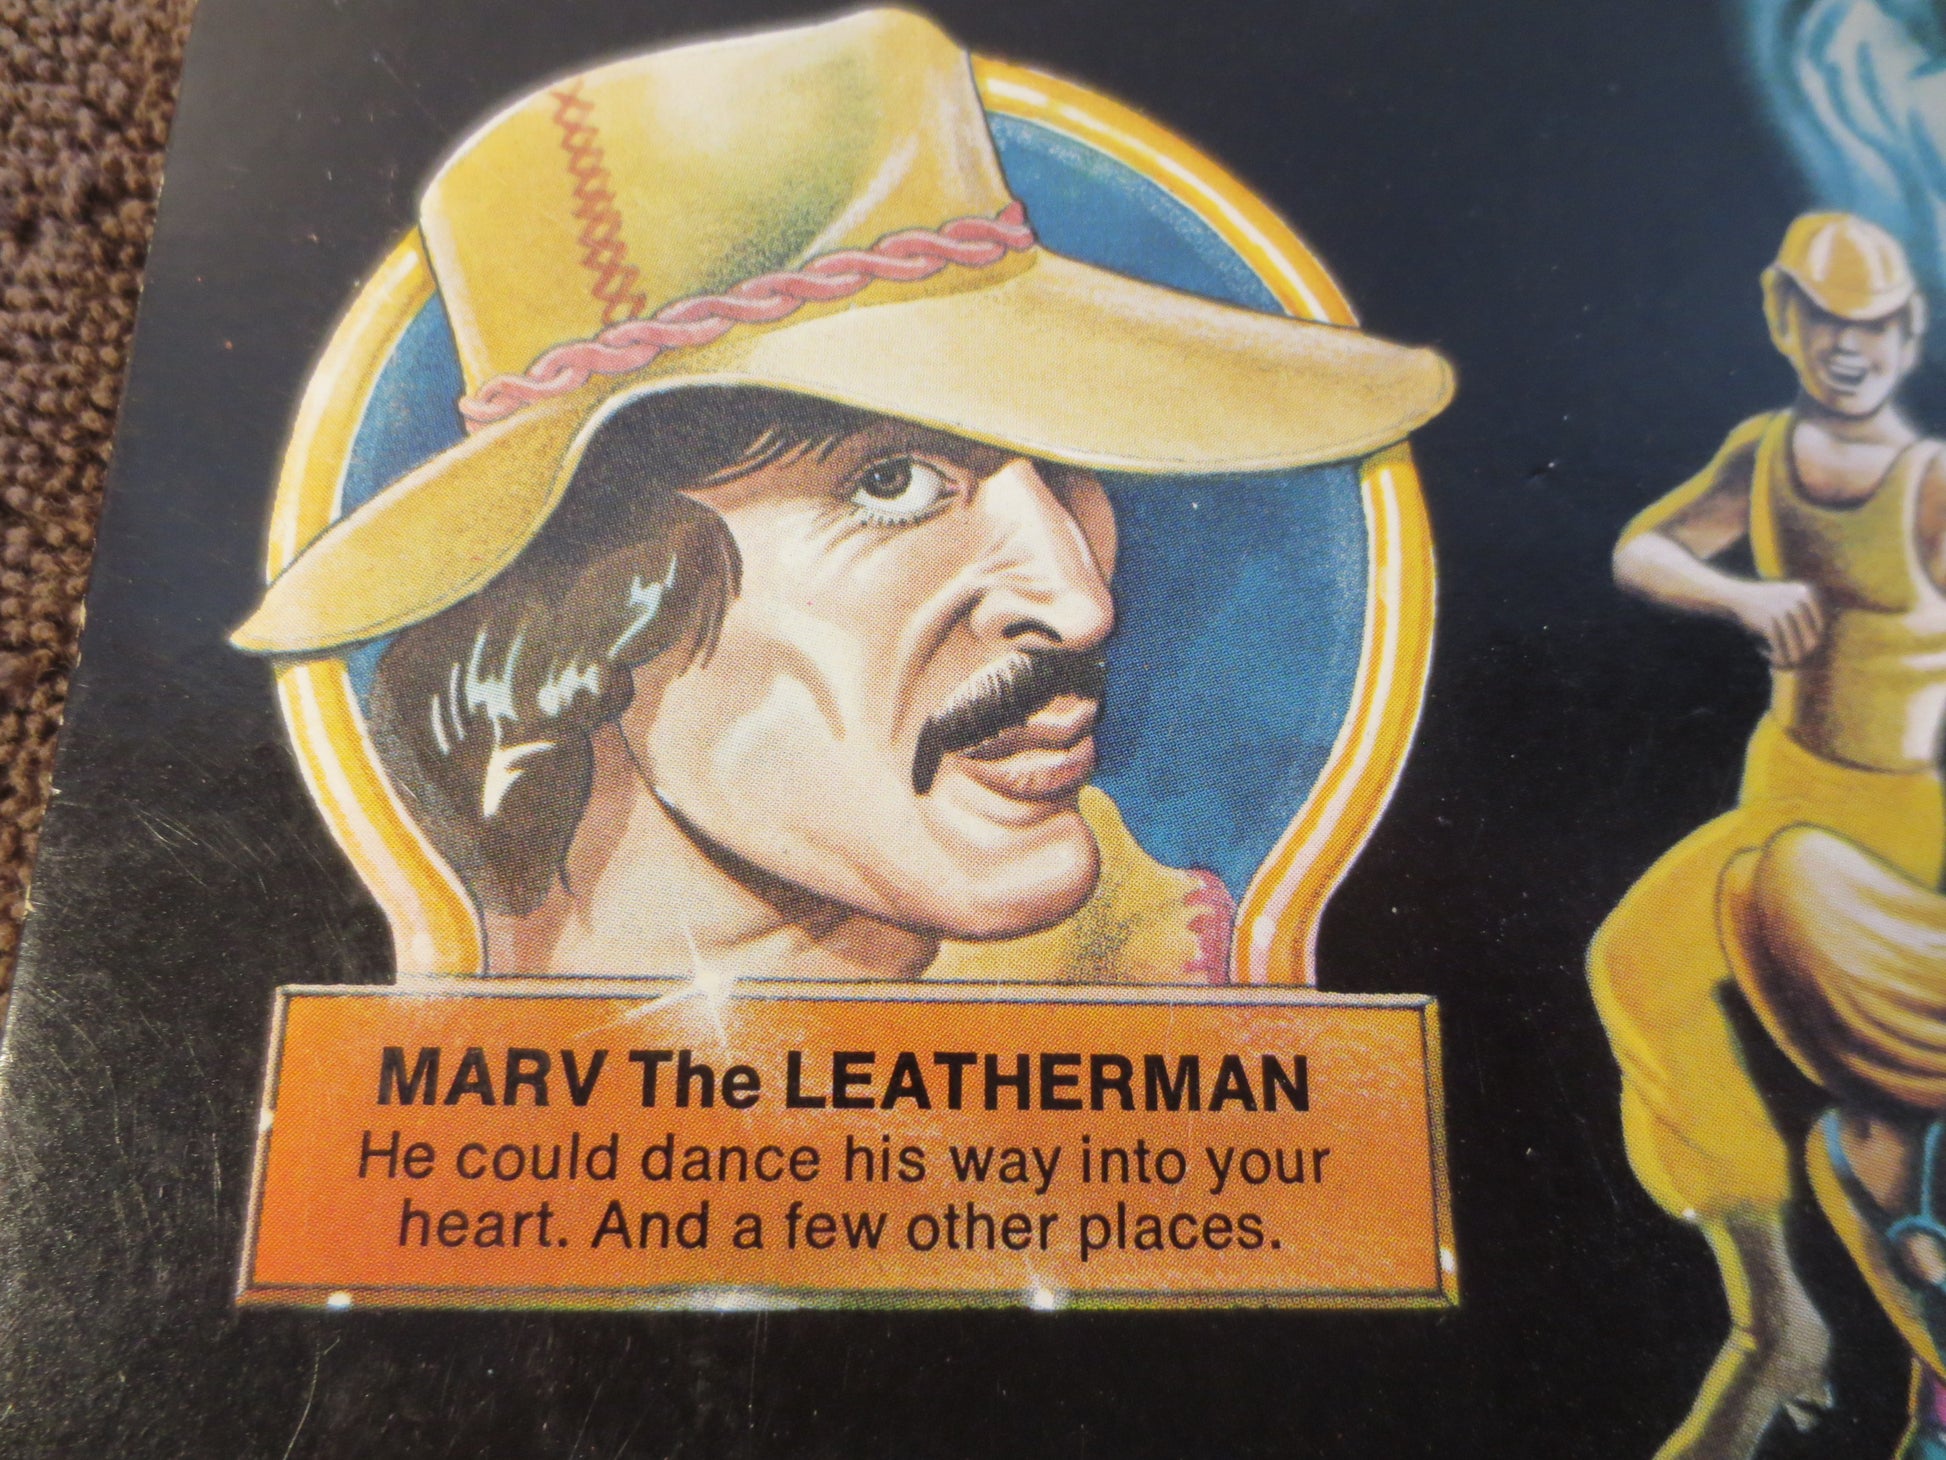 MARV The LEATHERMAN
He could dance his way into your
heart. And a few other places.